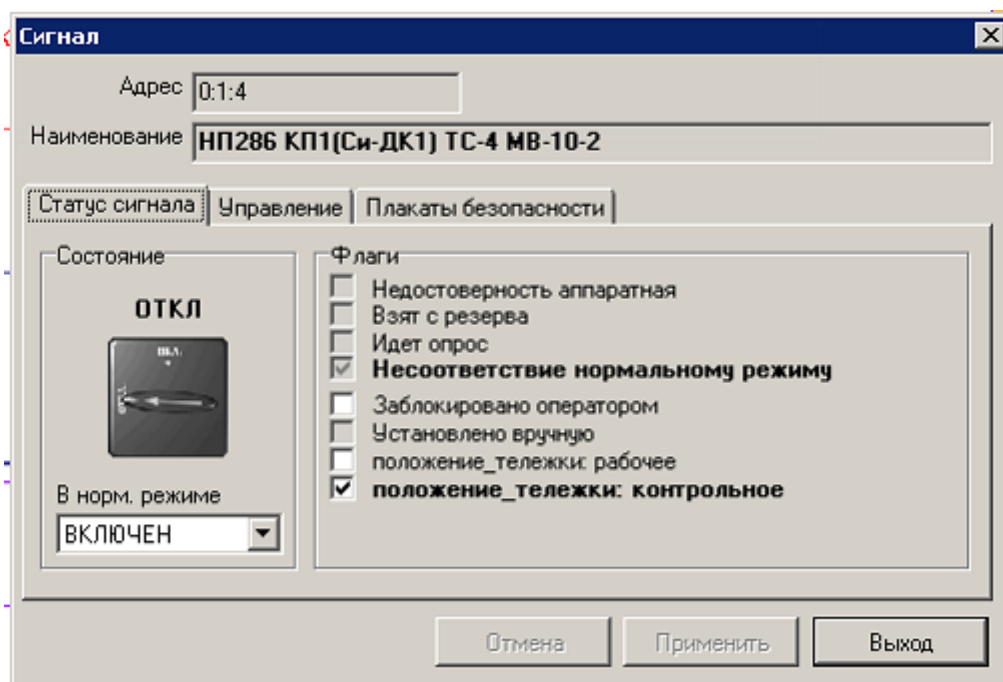 Сигнал
Адрес 0:1:4
Наименование НП286 КП1(Си-ДК1) ТС-4 МВ-10-2
Статус сигнала Управление Плакаты безопасности
Состояние
ОТКЛ
ВКЛ.
ОТКЛ.
В норм. режиме
ВКЛЮЧЕН
Флаги
Недостоверность аппаратная
Взят с резерва
Идет опрос
Несоответствие нормальному режиму
Заблокировано оператором
Установлено вручную
положение_тележки: рабочее
положение_тележки: контрольное
Отмена Применить Выход